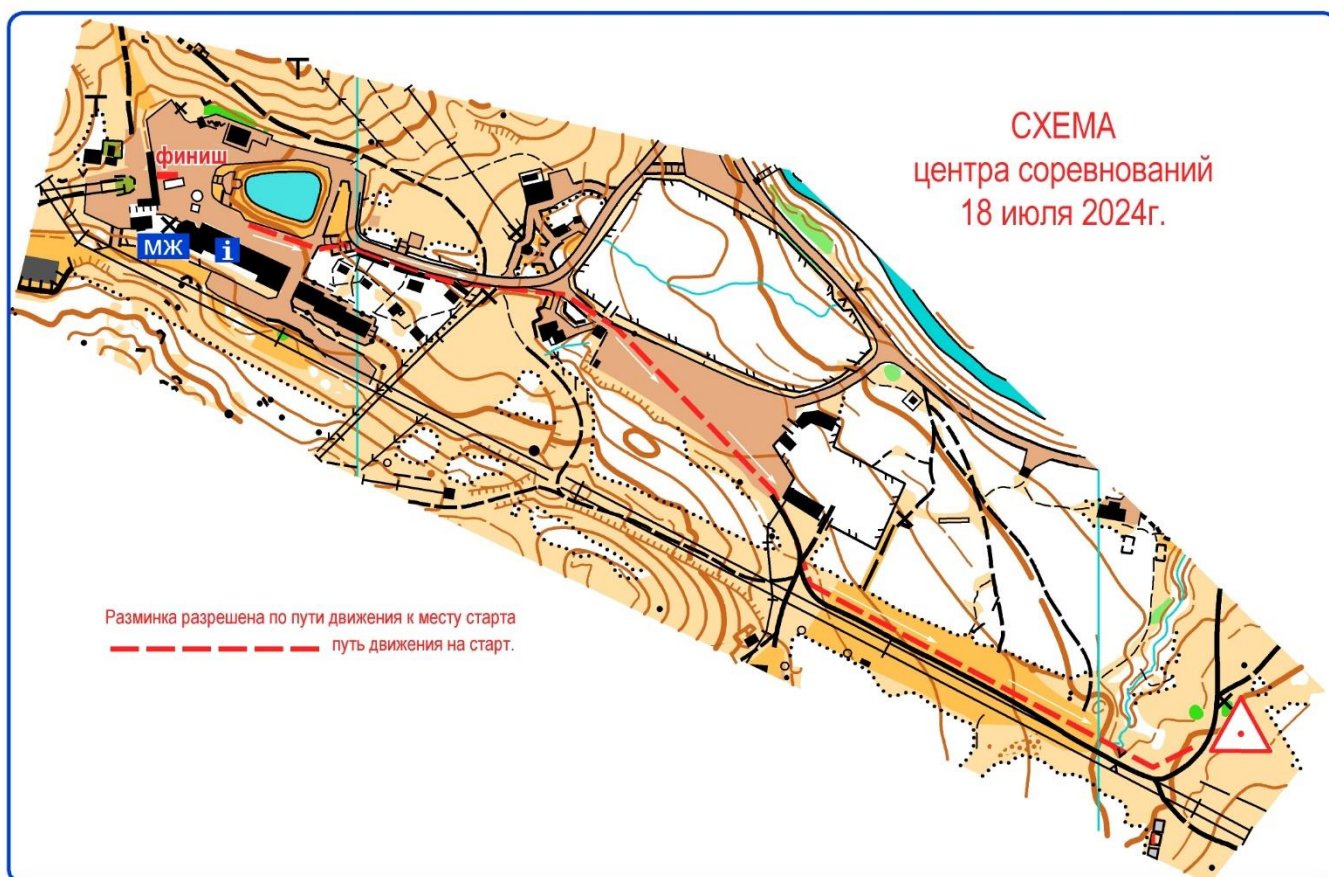 СХЕМА
центра соревнований
18 июля 2024г.
финиш
МЖ
i
Разминка разрешена по пути движения к месту старта
путь движения на старт.